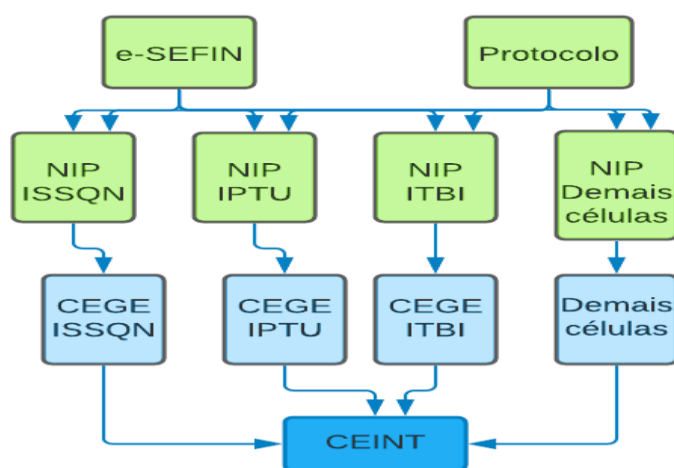 e-SEFIN
Protocolo
NIP
ISSQN
NIP
IPTU
NIP
ITBI
NIP
Demais
células
CEGE
ISSQN
CEGE
IPTU
CEGE
ITBI
Demais
células
CEINT